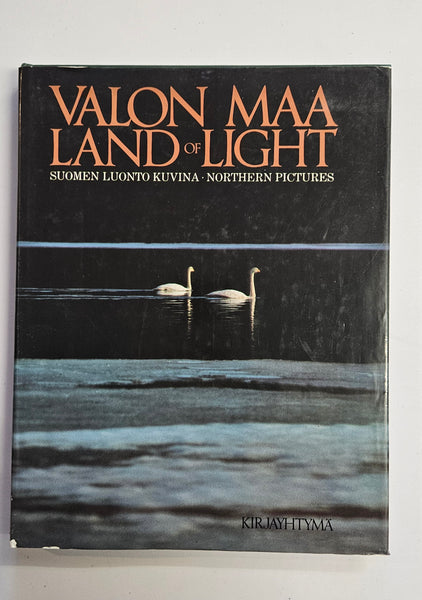 VALON MAA
LAND OF LIGHT
SUOMEN LUONTO KUVINA · NORTHERN PICTURES
KIRJAYHTYMÄ